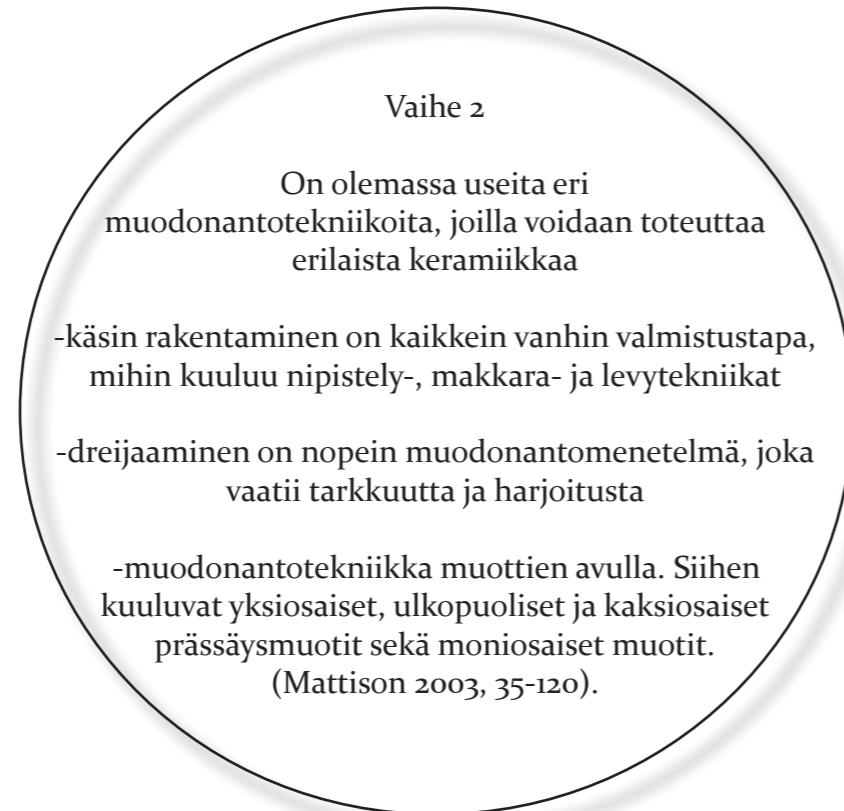 Vaihe 2
On olemassa useita eri
muodonantotekniikoita, joilla voidaan toteuttaa
erilaista keramiikkaa
-käsin rakentaminen on kaikkein vanhin valmistustapa,
mihin kuuluu nipistely-, makkara- ja levytekniikat
-dreijaaminen on nopein muodonantomenetelmä, joka
vaatii tarkkuutta ja harjoitusta
-muodonantotekniikka muottien avulla. Siihen
kuuluvat yksiosaiset, ulkopuoliset ja kaksiosaiset
prässäysmuotit sekä moniosaiset muotit.
(Mattison 2003, 35-120).